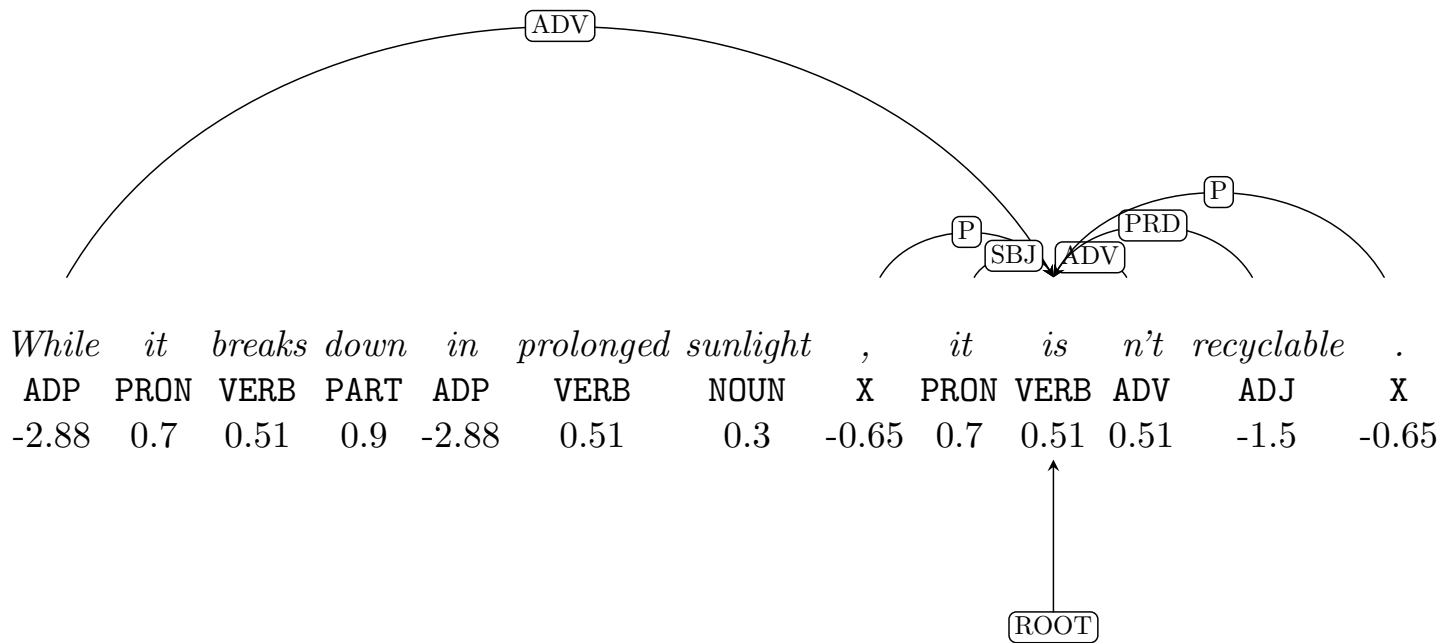 ADV
P
P
PRD
SBJ
ADV
While it breaks down in prolonged sunlight , it is n't recyclable .
ADP PRON VERB PART ADP VERB NOUN X PRON VERB ADV ADJ X
-2.88 0.7 0.51 0.9 -2.88 0.51 0.3 -0.65 0.7 0.51 0.51 -1.5 -0.65
ROOT